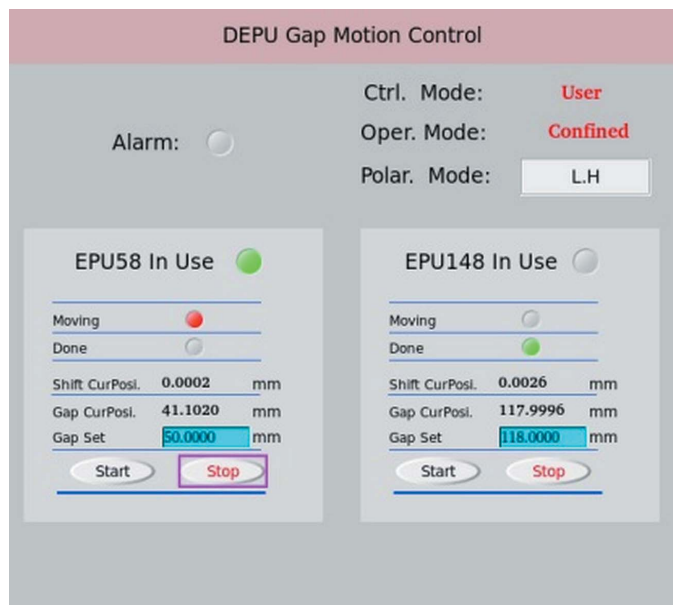 DEPU Gap Motion Control
Ctrl. Mode: User
Alarm:
Oper. Mode: Confined
Polar. Mode: L.H
EPU58 In Use
Moving
Done
Shift CurPosi. 0.0002 mm
Gap CurPosi. 41.1020 mm
Gap Set 50.0000 mm
Start Stop
EPU148 In Use
Moving
Done
Shift CurPosi. 0.0026 mm
Gap CurPosi. 117.9996 mm
Gap Set 118.0000 mm
Start Stop